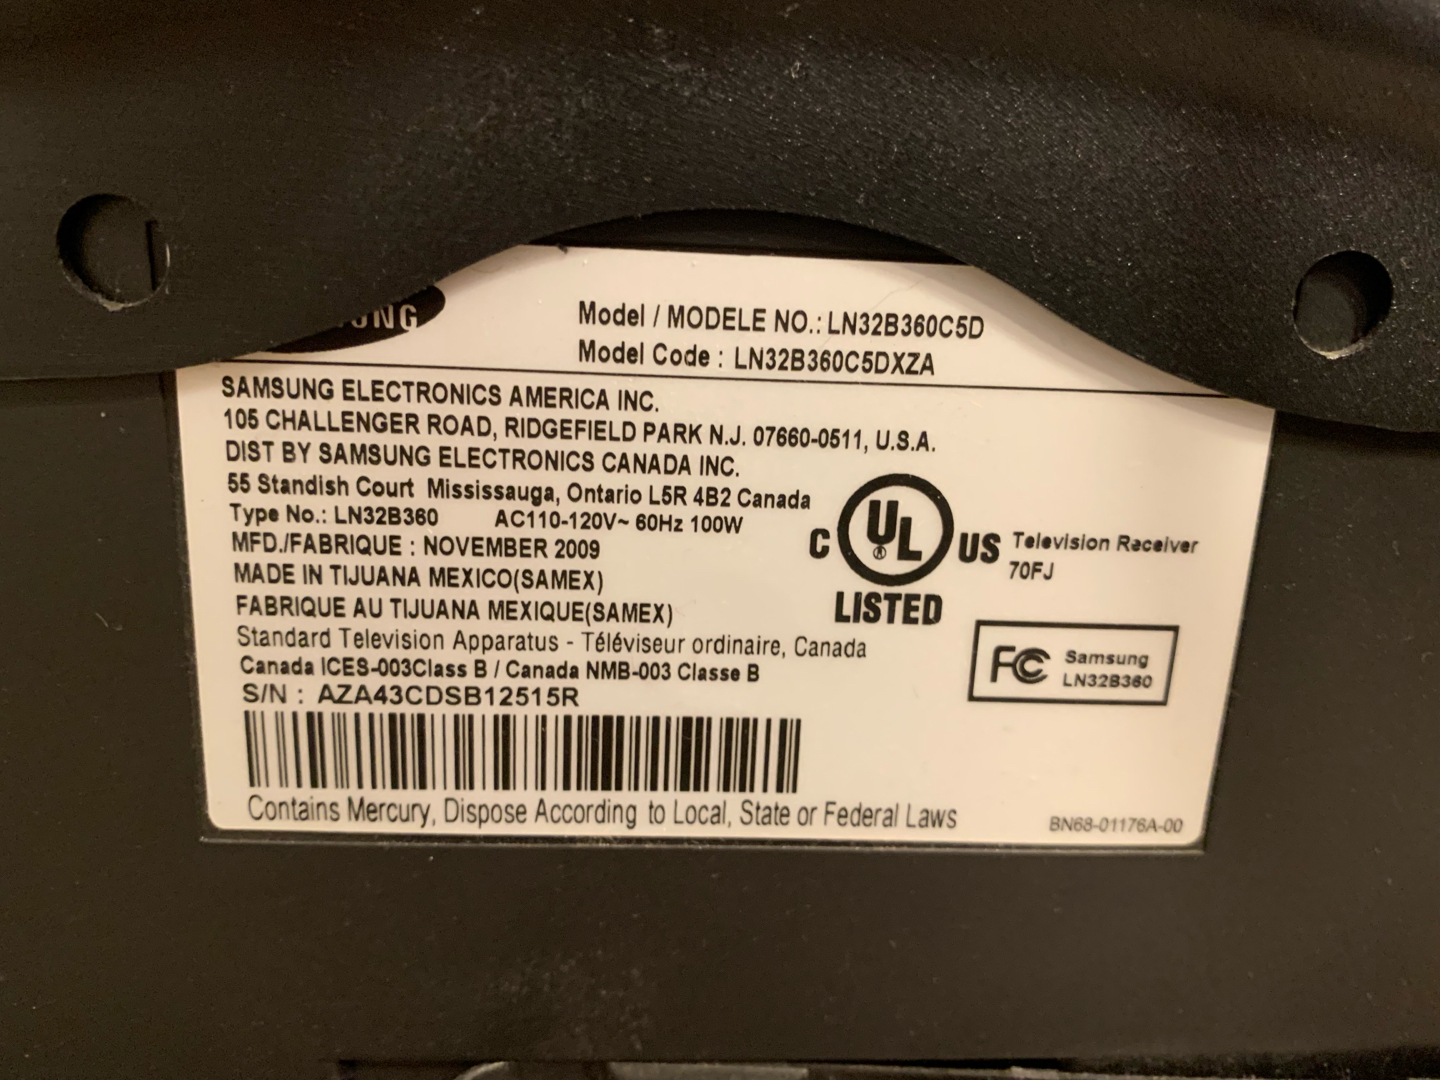 Model / MODELE NO.: LN32B360C5D
Model Code : LN32B360C5DXZA
SAMSUNG ELECTRONICS AMERICA INC.
105 CHALLENGER ROAD, RIDGEFIELD PARK N.J. 07660-0511, U.S.A.
DIST BY SAMSUNG ELECTRONICS CANADA INC.
55 Standish Court Mississauga, Ontario L5R 4B2 Canada
Type No.: LN32B360 AC110-120V~ 60Hz 100W
MFD./FABRIQUE : NOVEMBER 2009
MADE IN TIJUANA MEXICO(SAMEX)
FABRIQUE AU TIJUANA MEXIQUE(SAMEX)
Standard Television Apparatus - Téléviseur ordinaire, Canada
Canada ICES-003Class B / Canada NMB-003 Classe B
S/N : AZA43CDSB12515R
Contains Mercury, Dispose According to Local, State or Federal Laws
C UL ® US
LISTED
Television Receiver
70FJ
FC Samsung
LN32B360
BN68-01176A-00